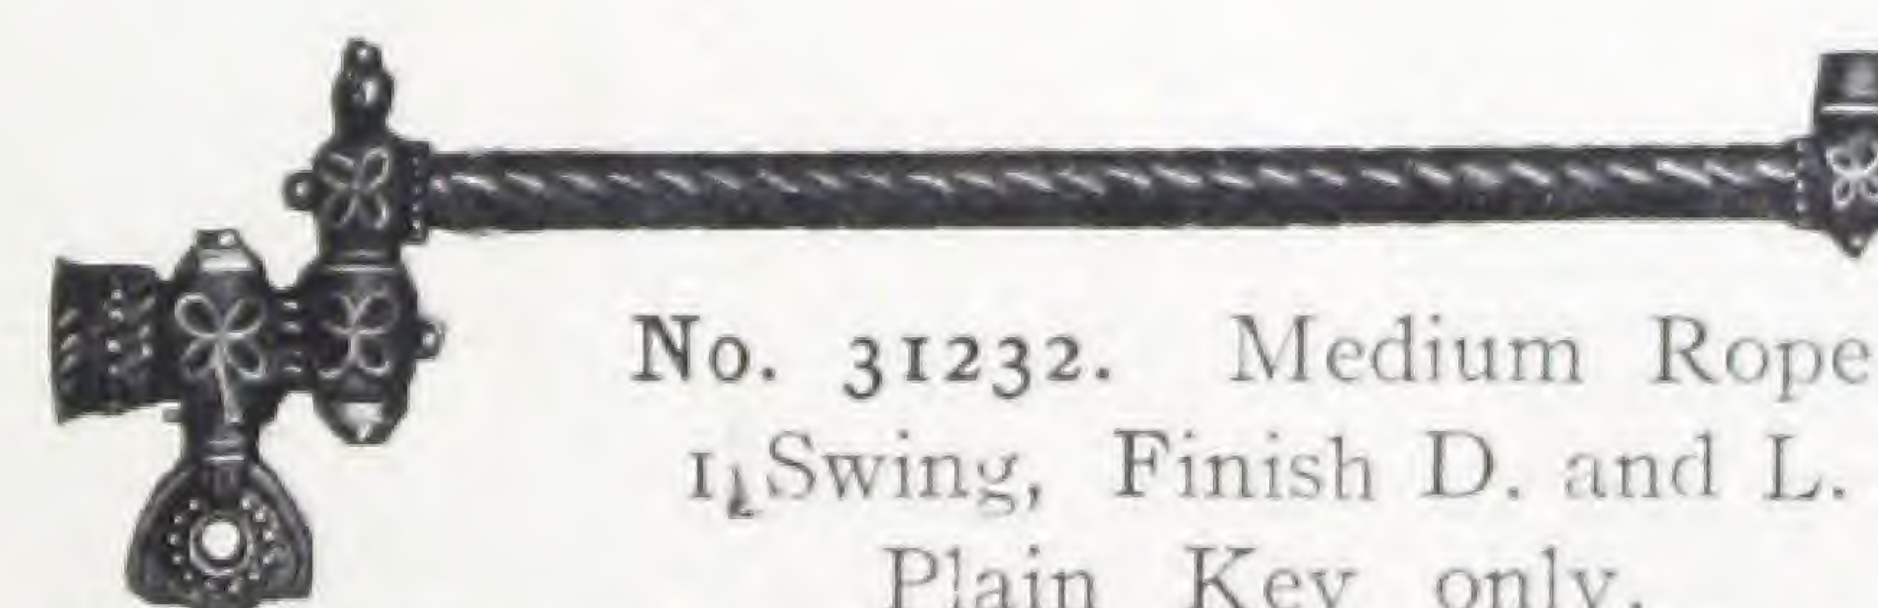 No. 31232. Medium Rope
1½ Swing, Finish D. and L.
Plain Key only.